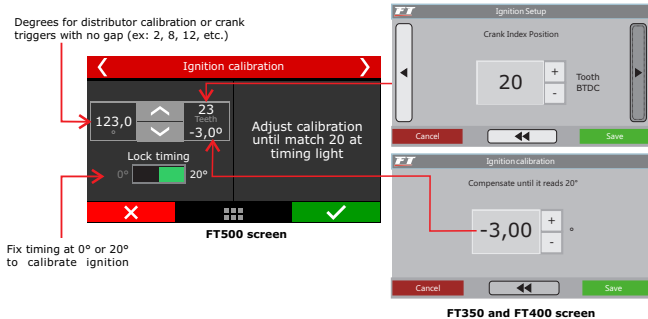 Degrees for distributor calibration or crank
triggers with no gap (ex: 2, 8, 12, etc.)
Ignition calibration
123,0
°
23
Teeth
-3,0º
Adjust calibration
until match 20 at
timing light
Lock timing
0° 20°
FT500 screen
Fix timing at 0° or 20°
to calibrate ignition
FT
Ignition Setup
Crank Index Position
20
+
-
Tooth
BTDC
Cancel
Save
FT
Ignition calibration
Compensate until it reads 20°
-3,00
+
-
°
Cancel
Save
FT350 and FT400 screen